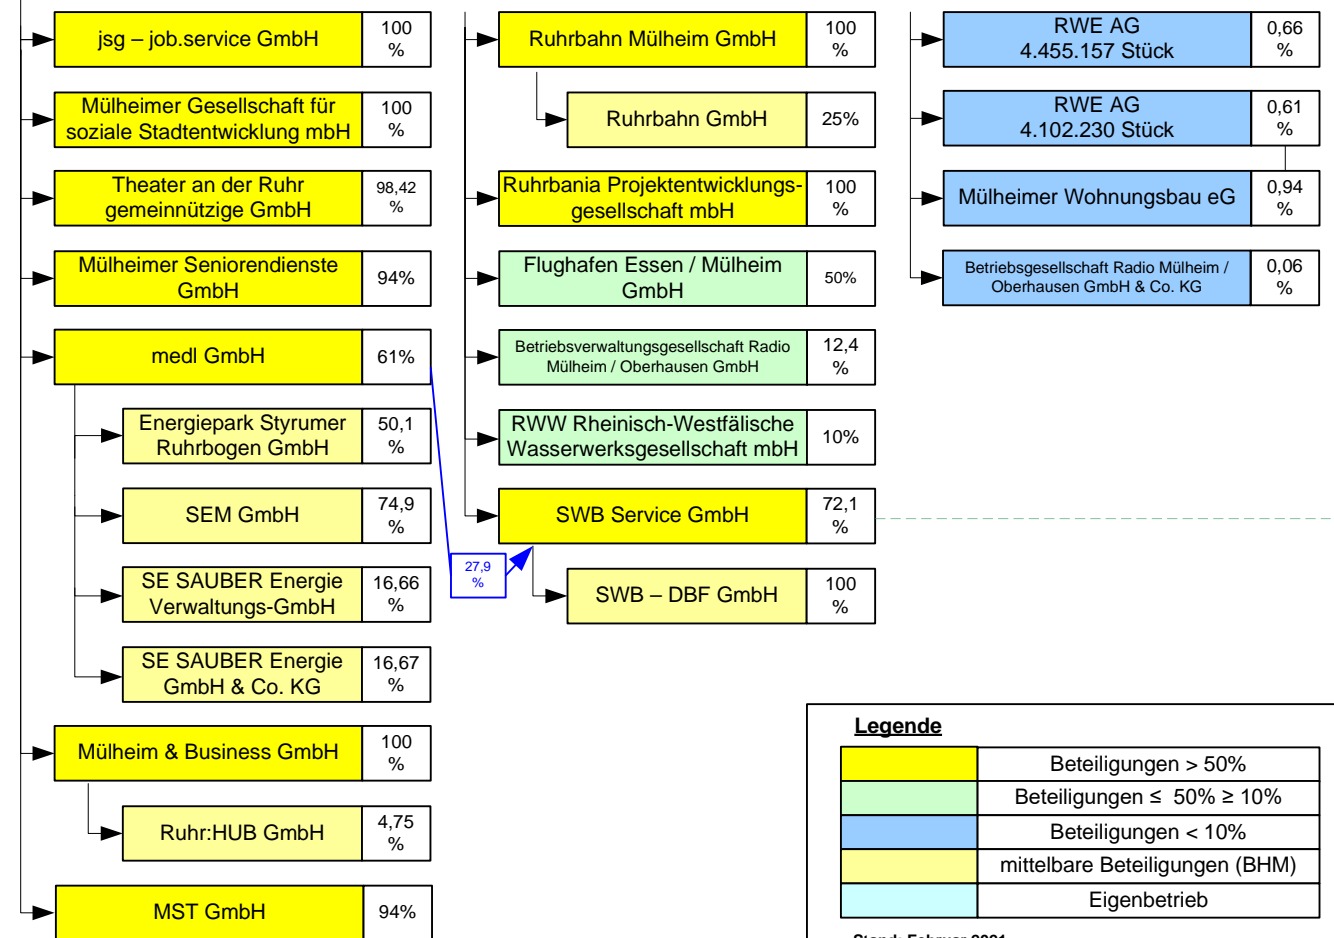 jsg – job.service GmbH
100
%
Mülheimer Gesellschaft für
soziale Stadtentwicklung mbH
100
%
Theater an der Ruhr
gemeinnützige GmbH
98,42
%
Mülheimer Seniorendienste
GmbH
94%
medl GmbH
61%
Energiepark Styrumer
Ruhrbogen GmbH
50,1
%
SEM GmbH
74,9
%
SE SAUBER Energie
Verwaltungs-GmbH
16,66
%
SE SAUBER Energie
GmbH & Co. KG
16,67
%
Mülheim & Business GmbH
100
%
Ruhr:HUB GmbH
4,75
%
MST GmbH
94%
Ruhrbahn Mülheim GmbH
100
%
Ruhrbahn GmbH
25%
Ruhrbania Projektentwicklungs-
gesellschaft mbH
100
%
Flughafen Essen / Mülheim
GmbH
50%
Betriebsverwaltungsgesellschaft Radio
Mülheim / Oberhausen GmbH
12,4
%
RWW Rheinisch-Westfälische
Wasserwerksgesellschaft mbH
10%
SWB Service GmbH
72,1
%
27,9
%
SWB – DBF GmbH
100
%
RWE AG
4.455.157 Stück
0,66
%
RWE AG
4.102.230 Stück
0,61
%
Mülheimer Wohnungsbau eG
0,94
%
Betriebsgesellschaft Radio Mülheim /
Oberhausen GmbH & Co. KG
0,06
%
Legende
Beteiligungen > 50%
Beteiligungen ≤ 50% ≥ 10%
Beteiligungen < 10%
mittelbare Beteiligungen (BHM)
Eigenbetrieb
Stand: Februar 2021